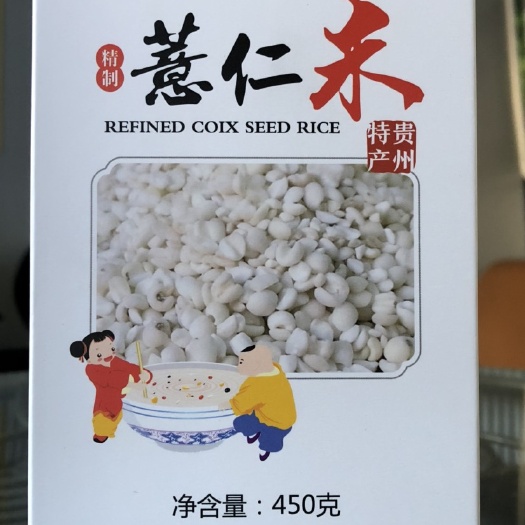 精制
薏仁米
REFINED COIX SEED RICE
贵州
特产
净含量：450克